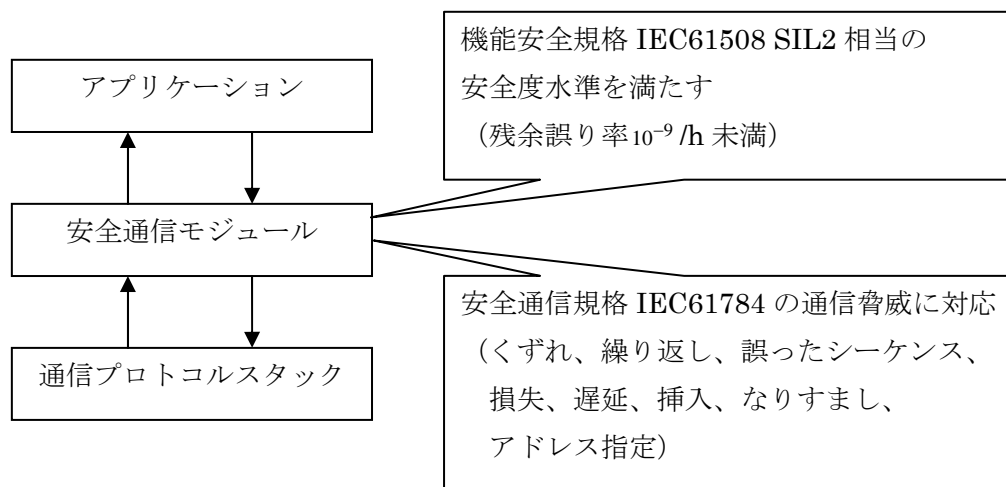 アプリケーション
安全通信モジュール
通信プロトコルスタック
機能安全規格 IEC61508 SIL2 相当の
安全度水準を満たす
（残余誤り率10⁻⁹ /h 未満）
安全通信規格 IEC61784 の通信脅威に対応
（くずれ、繰り返し、誤ったシーケンス、
損失、遅延、挿入、なりすまし、
アドレス指定）